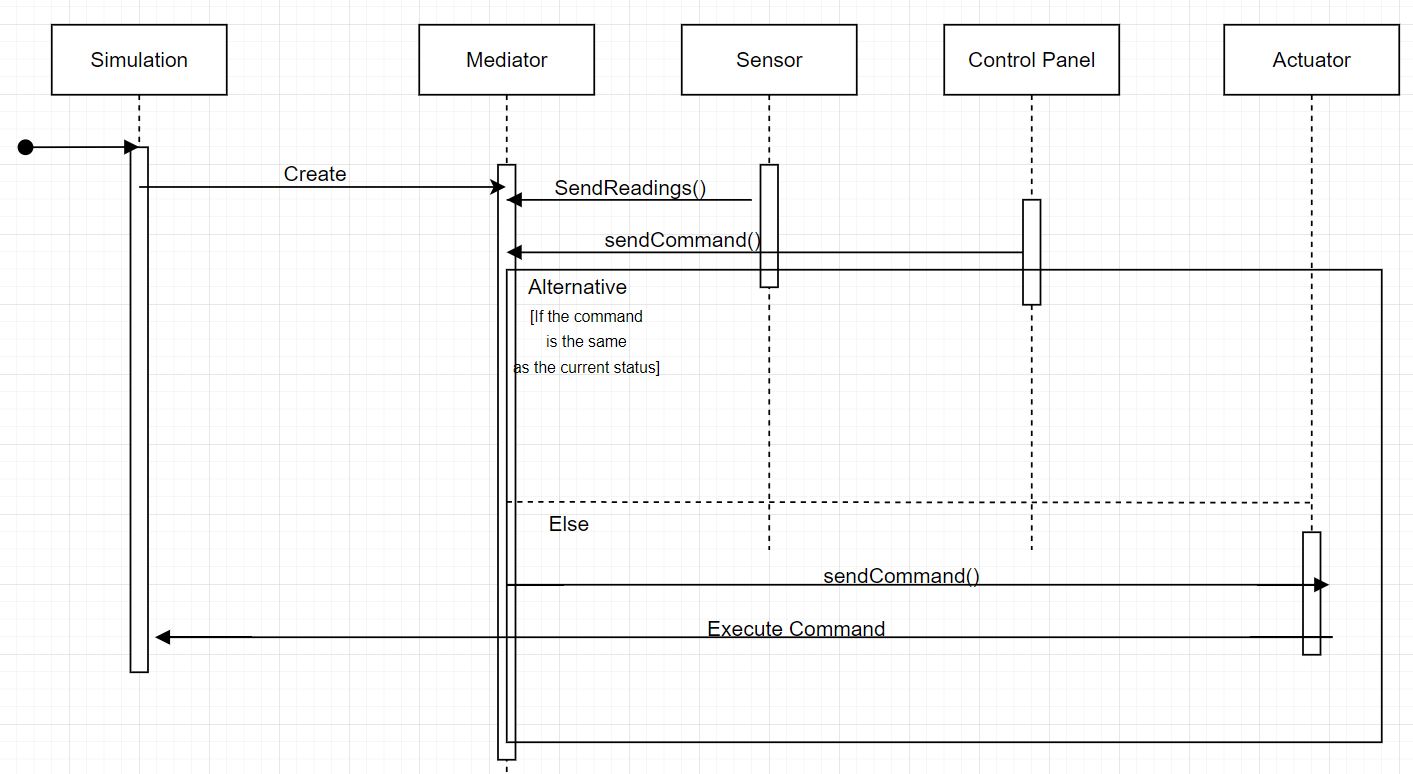 Simulation
Mediator
Sensor
Control Panel
Actuator
Create
SendReadings()
sendCommand()
Alternative
[If the command
is the same
as the current status]
Else
sendCommand()
Execute Command